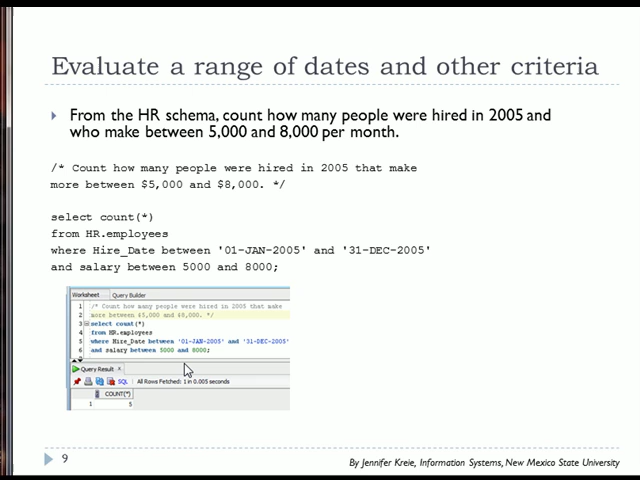 Evaluate a range of dates and other criteria
From the HR schema, count how many people were hired in 2005 and
who make between 5,000 and 8,000 per month.
/* Count how many people were hired in 2005 that make
more between $5,000 and $8,000. */
select count(*)
from HR.employees
where Hire_Date between '01-JAN-2005' and '31-DEC-2005'
and salary between 5000 and 8000;
Worksheet Query Builder
1 /* Count how many people were hired in 2005 that make
2 more between $5,000 and $8,000. */
3 select count(*)
4 from HR.employees
5 where Hire_Date between '01-JAN-2005' and '31-DEC-2005'
6 and salary between 5000 and 8000;
Query Result x
SQL | All Rows Fetched: 1 in 0.005 seconds
COUNT(*)
1 5
9
By Jennifer Kreie, Information Systems, New Mexico State University